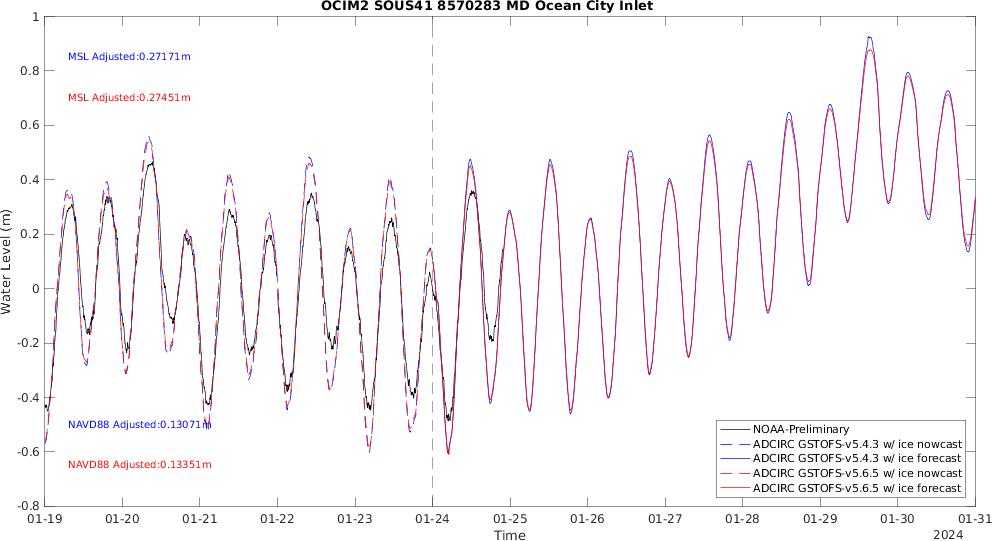 OCIM2 SOUS41 8570283 MD Ocean City Inlet
1
0.8
0.6
0.4
0.2
0
-0.2
-0.4
-0.6
-0.8
Water Level (m)
MSL Adjusted:0.27171m
MSL Adjusted:0.27451m
NAVD88 Adjusted:0.13071m
NAVD88 Adjusted:0.13351m
NOAA-Preliminary
ADCIRC GSTOFS-v5.4.3 w/ ice nowcast
ADCIRC GSTOFS-v5.4.3 w/ ice forecast
ADCIRC GSTOFS-v5.6.5 w/ ice nowcast
ADCIRC GSTOFS-v5.6.5 w/ ice forecast
01-19 01-20 01-21 01-22 01-23 01-24 01-25 01-26 01-27 01-28 01-29 01-30 01-31
Time
2024